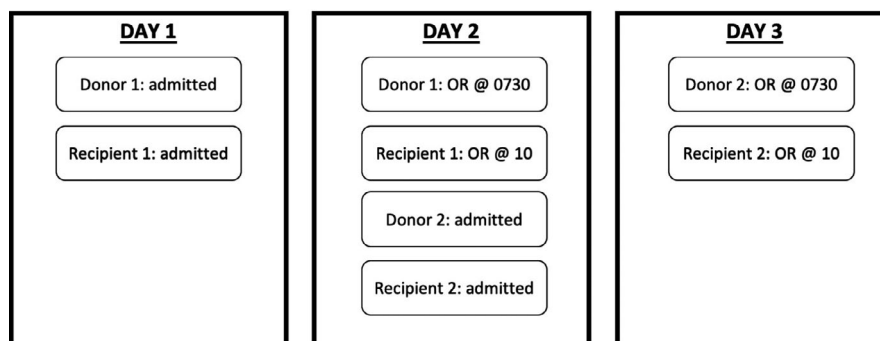 DAY 1
Donor 1: admitted
Recipient 1: admitted
DAY 2
Donor 1: OR @ 0730
Recipient 1: OR @ 10
Donor 2: admitted
Recipient 2: admitted
DAY 3
Donor 2: OR @ 0730
Recipient 2: OR @ 10